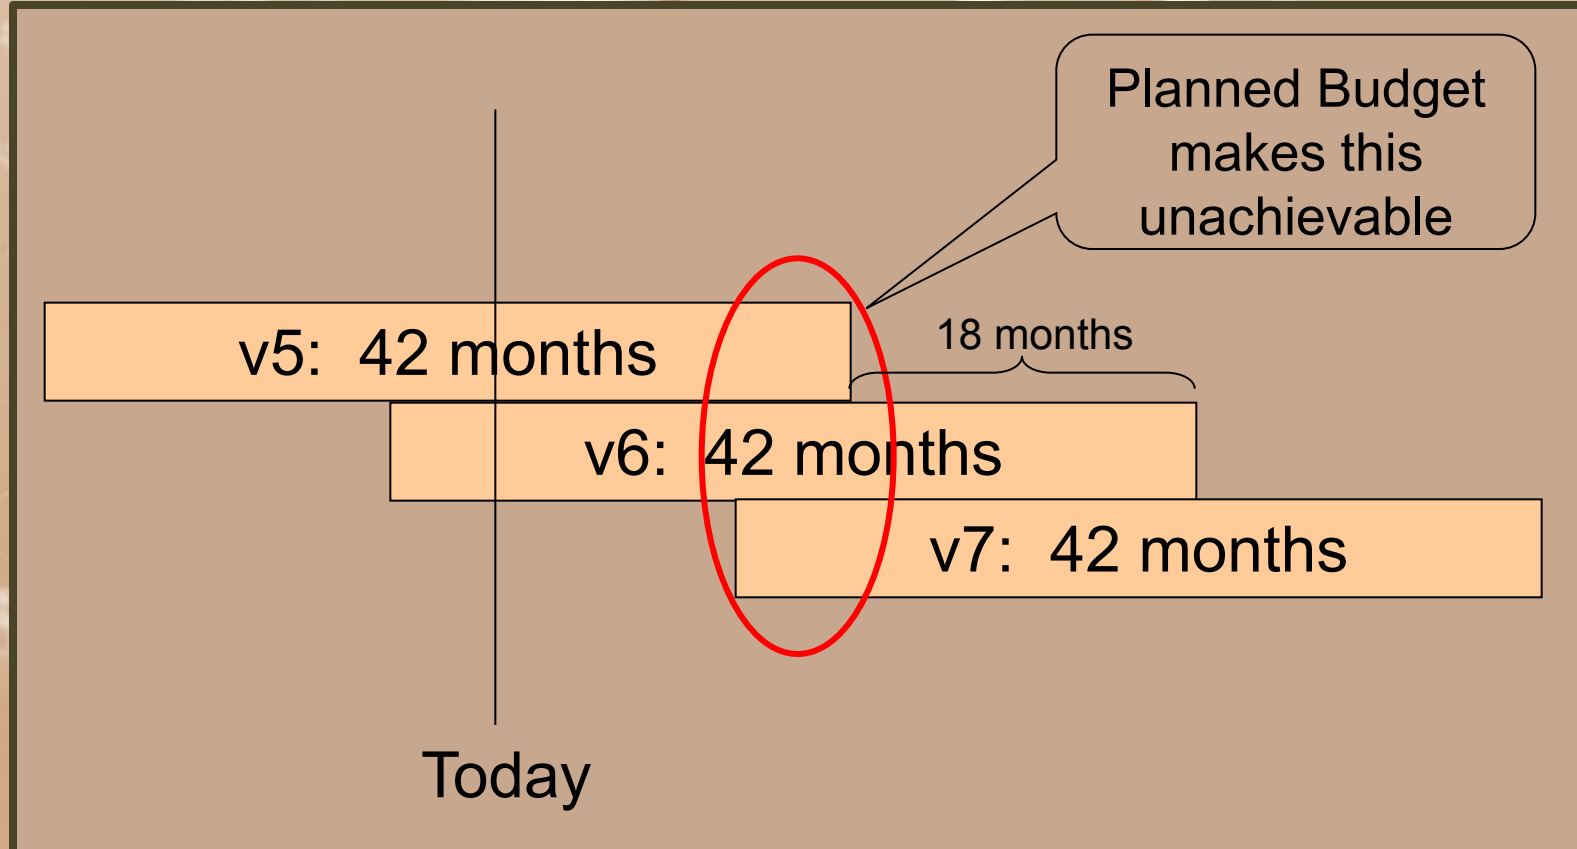 Planned Budget
makes this
unachievable
18 months
v5: 42 months
v6: 42 months
v7: 42 months
Today